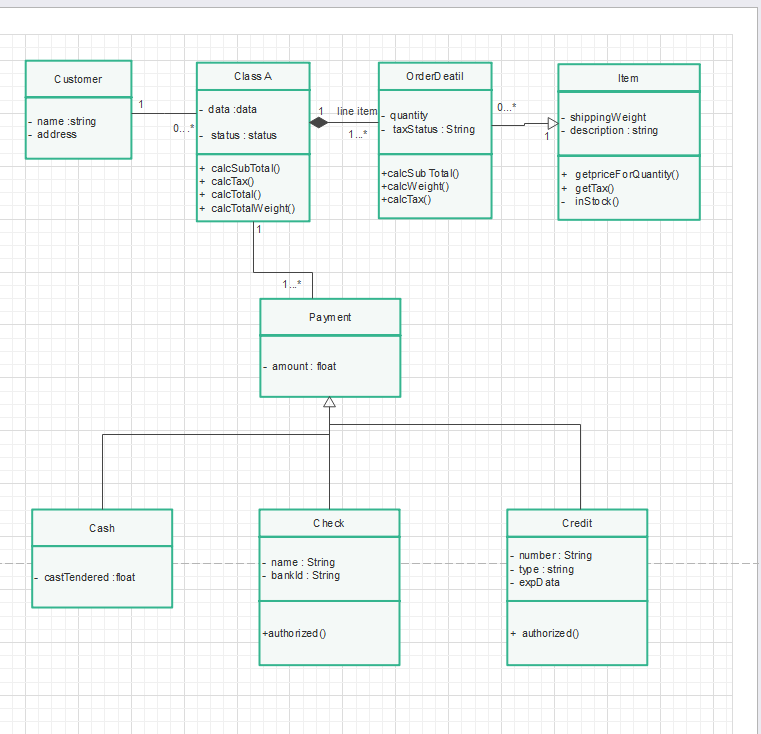 Customer
- name :string
- address
1
0...*
Class A
- data :data
- status : status
+ calcSubTotal()
+ calcTax()
+ calcTotal()
+ calcTotalWeight()
1 line item
1...*
OrderDeatil
- quantity
- taxStatus : String
+calcSub Total()
+calcWeight()
+calcTax()
0...*
1
Item
- shippingWeight
- description : string
+ getpriceForQuantity()
+ getTax()
- inStock()
1
1...*
Payment
- amount : float
Cash
- castTendered :float
Check
- name : String
- bankId : String
+authorized()
Credit
- number : String
- type : string
- expData
+ authorized()